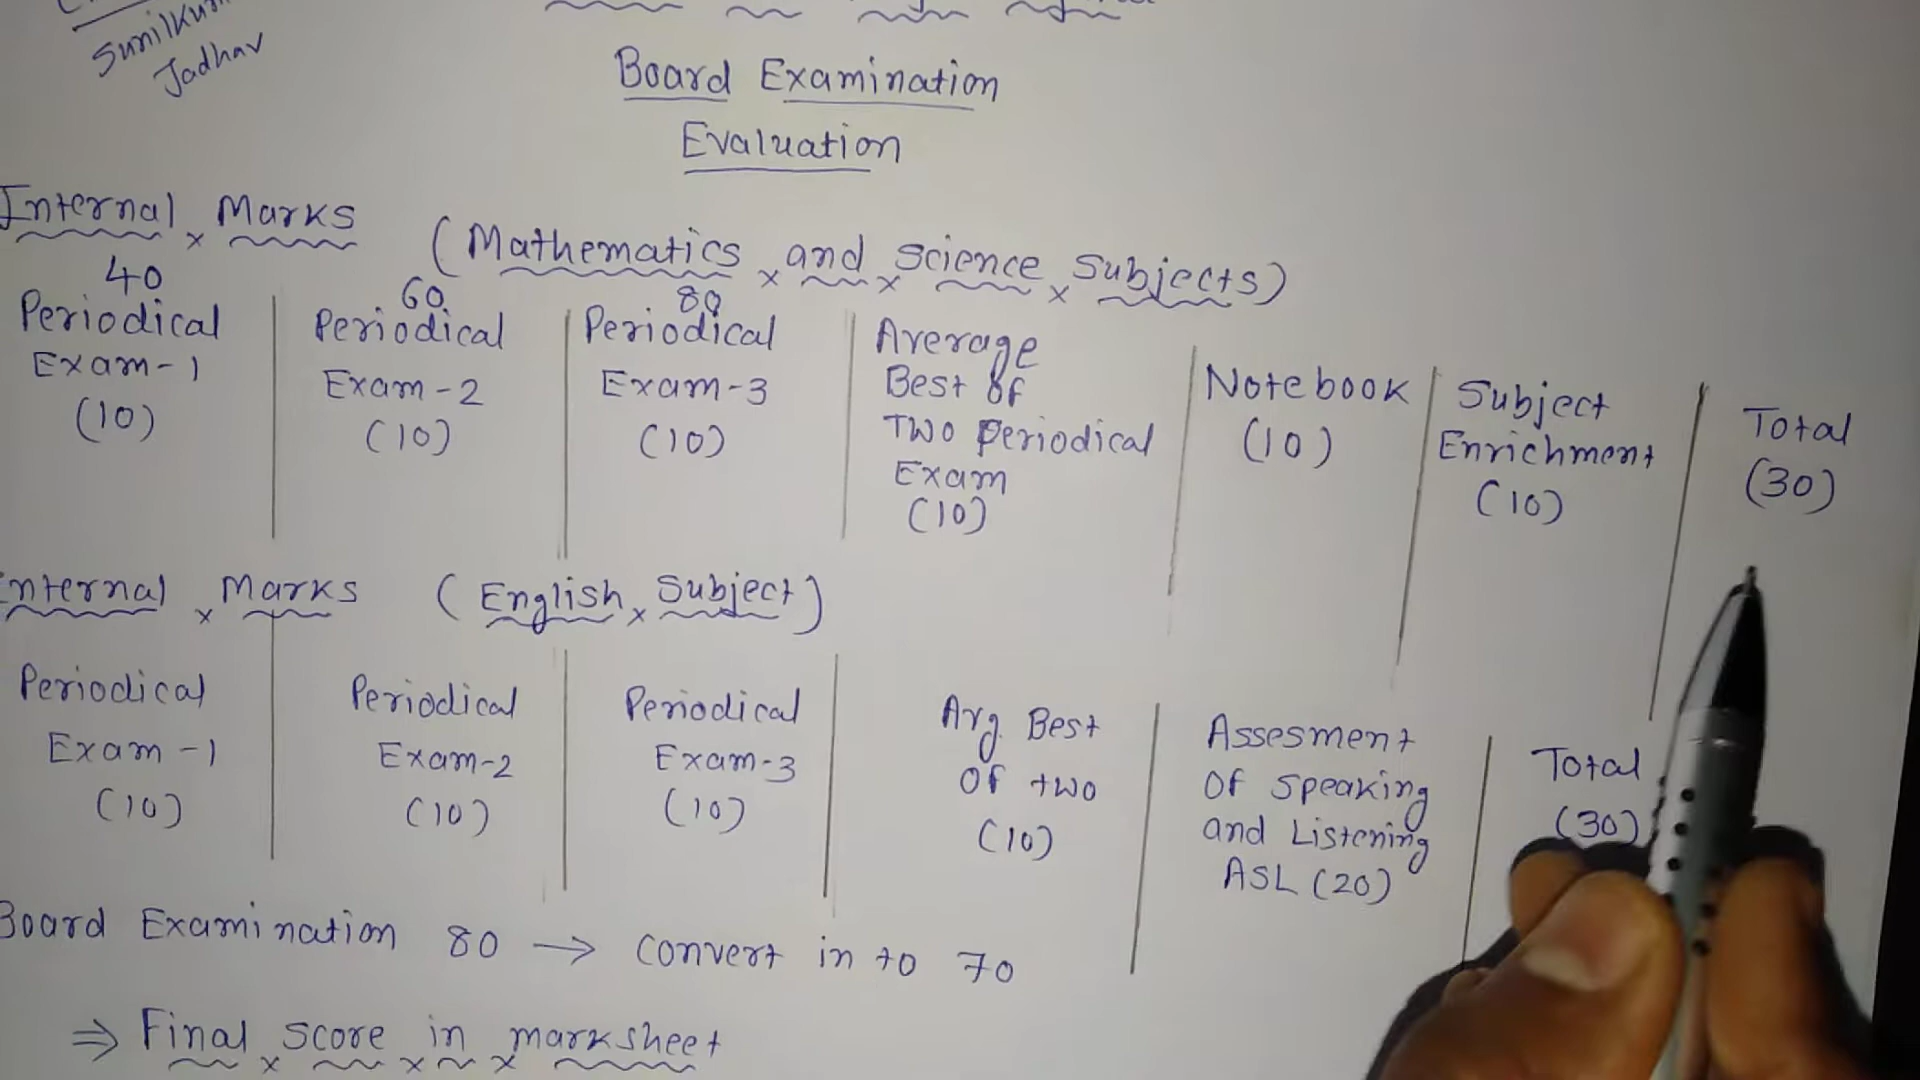 Sunilkum
Jadhav
Board Examination
Evaluation
Internal Marks (Mathematics and Science Subjects)
40
Periodical
Exam-1
(10)
60
Periodical
Exam-2
(10)
80
Periodical
Exam-3
(10)
Average
Best Of
Two Periodical
Exam
(10)
Notebook
(10)
Subject
Enrichment
(10)
Total
(30)
Internal Marks (English Subject)
Periodical
Exam-1
(10)
Periodical
Exam-2
(10)
Periodical
Exam-3
(10)
Avg. Best
Of two
(10)
Assesment
Of Speaking
and Listening
ASL (20)
Total
(30)
Board Examination 80 → Convert in to 70
⇒ Final Score in marksheet